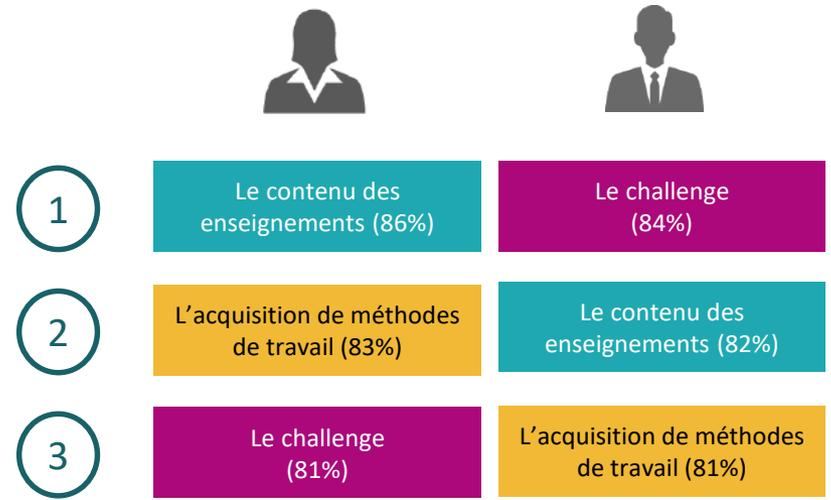 1
Le contenu des
enseignements (86%)
Le challenge
(84%)
2
L’acquisition de méthodes
de travail (83%)
Le contenu des
enseignements (82%)
3
Le challenge
(81%)
L’acquisition de méthodes
de travail (81%)